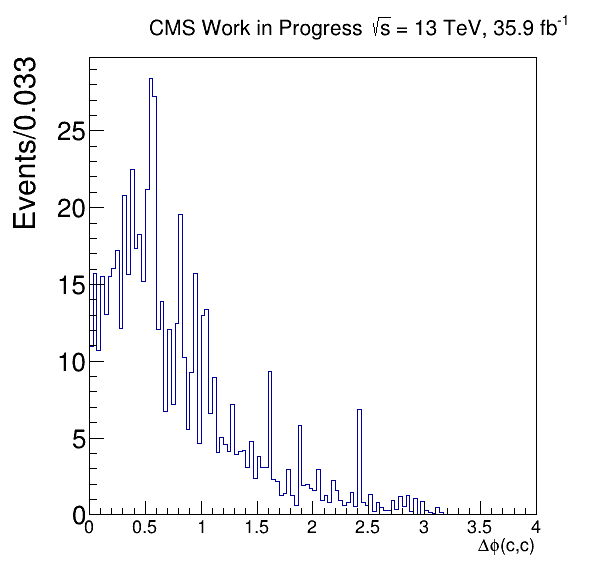 CMS Work in Progress √s = 13 TeV, 35.9 fb⁻¹
Events/0.033
25
20
15
10
5
0
0 0.5 1 1.5 2 2.5 3 3.5 4
Δϕ(c,c)